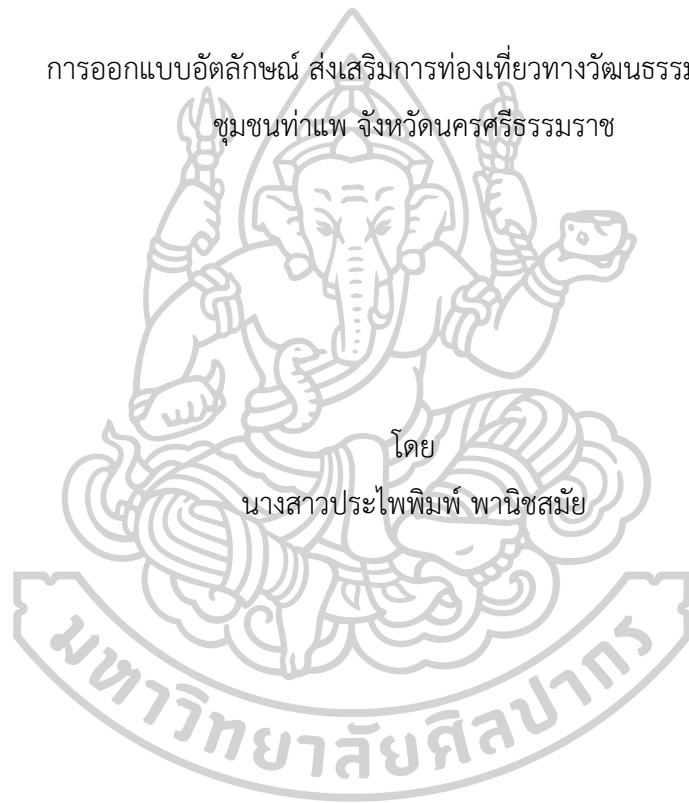 การออกแบบอัตลักษณ์ ส่งเสริมการท่องเที่ยวทางวัฒนธรรม
ชุมชนท่าแพ จังหวัดนครศรีธรรมราช
โดย
นางสาวประไพพิมพ์ พานิชสมัย
มหาวิทยาลัยศิลปากร